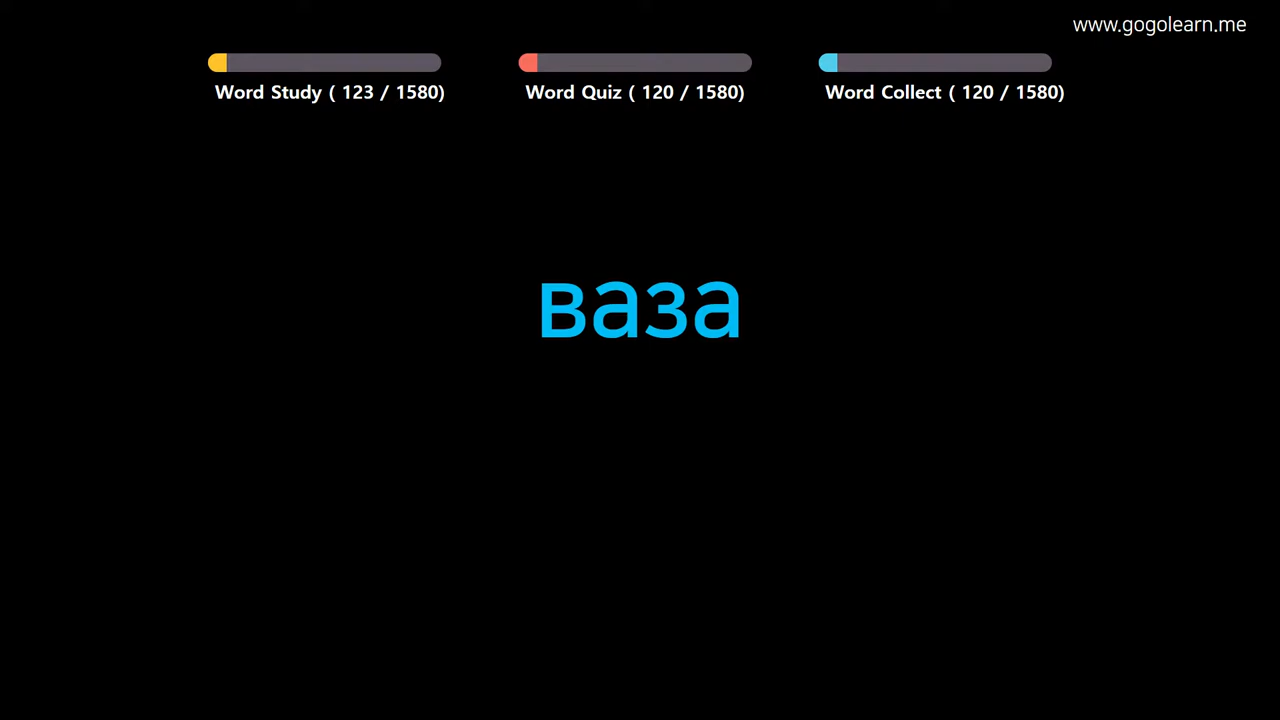 www.gogolearn.me
Word Study ( 123 / 1580)
Word Quiz ( 120 / 1580)
Word Collect ( 120 / 1580)
ваза